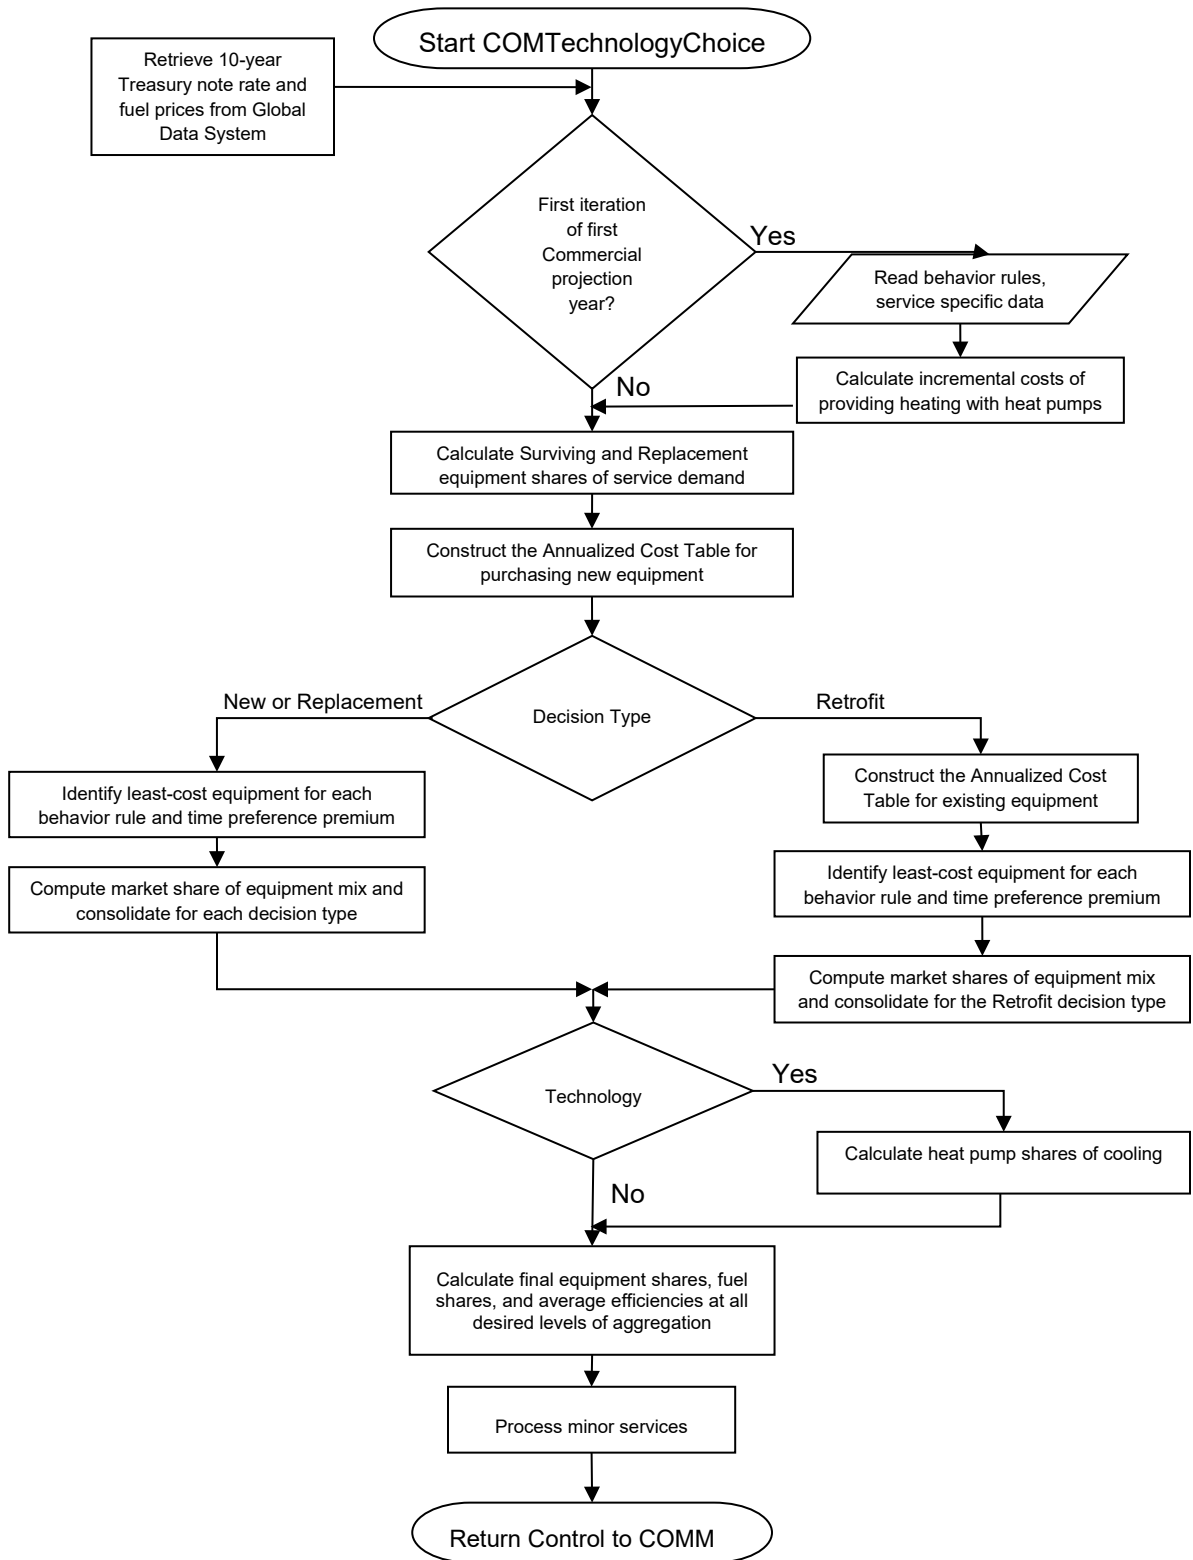 Start COMTechnologyChoice
Retrieve 10-year
Treasury note rate and
fuel prices from Global
Data System
First iteration
of first
Commercial
projection
year?
Yes
Read behavior rules,
service specific data
Calculate incremental costs of
providing heating with heat pumps
No
Calculate Surviving and Replacement
equipment shares of service demand
Construct the Annualized Cost Table for
purchasing new equipment
Decision Type
New or Replacement
Retrofit
Identify least-cost equipment for each
behavior rule and time preference premium
Compute market share of equipment mix and
consolidate for each decision type
Construct the Annualized Cost
Table for existing equipment
Identify least-cost equipment for each
behavior rule and time preference premium
Compute market shares of equipment mix
and consolidate for the Retrofit decision type
Technology
Yes
Calculate heat pump shares of cooling
No
Calculate final equipment shares, fuel
shares, and average efficiencies at all
desired levels of aggregation
Process minor services
Return Control to COMM